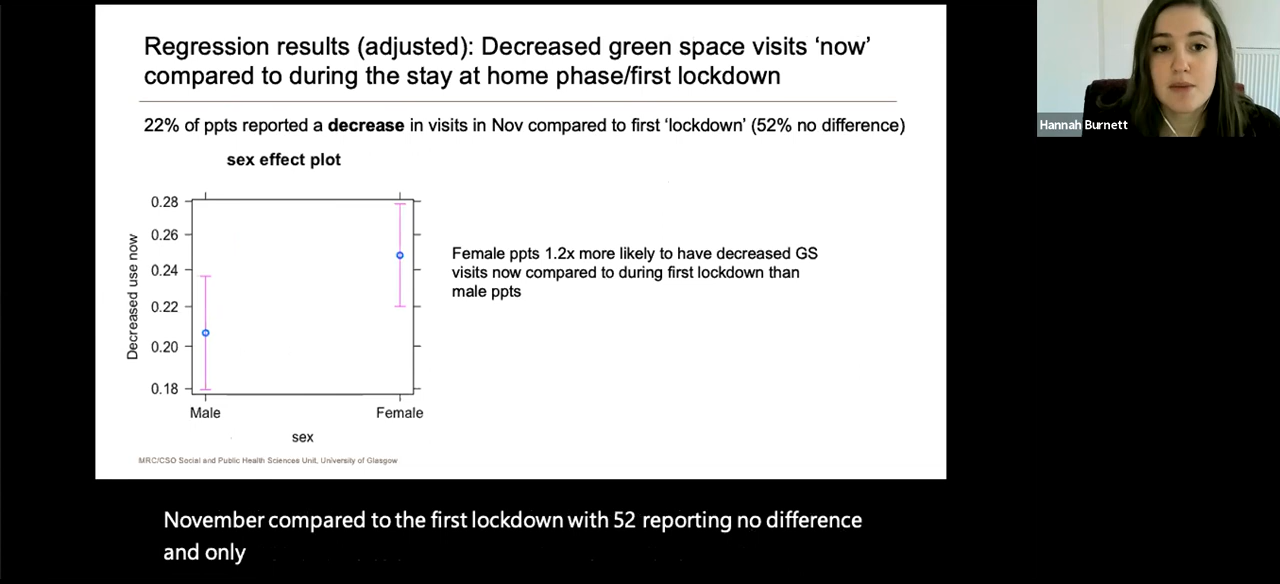 Regression results (adjusted): Decreased green space visits ‘now’
compared to during the stay at home phase/first lockdown
Hannah Burnett
22% of ppts reported a decrease in visits in Nov compared to first ‘lockdown’ (52% no difference)
sex effect plot
0.28
0.26
0.24
0.22
0.20
0.18
Decreased use now
Male
Female
sex
Female ppts 1.2x more likely to have decreased GS
visits now compared to during first lockdown than
male ppts
MRC/CSO Social and Public Health Sciences Unit, University of Glasgow
November compared to the first lockdown with 52 reporting no difference
and only